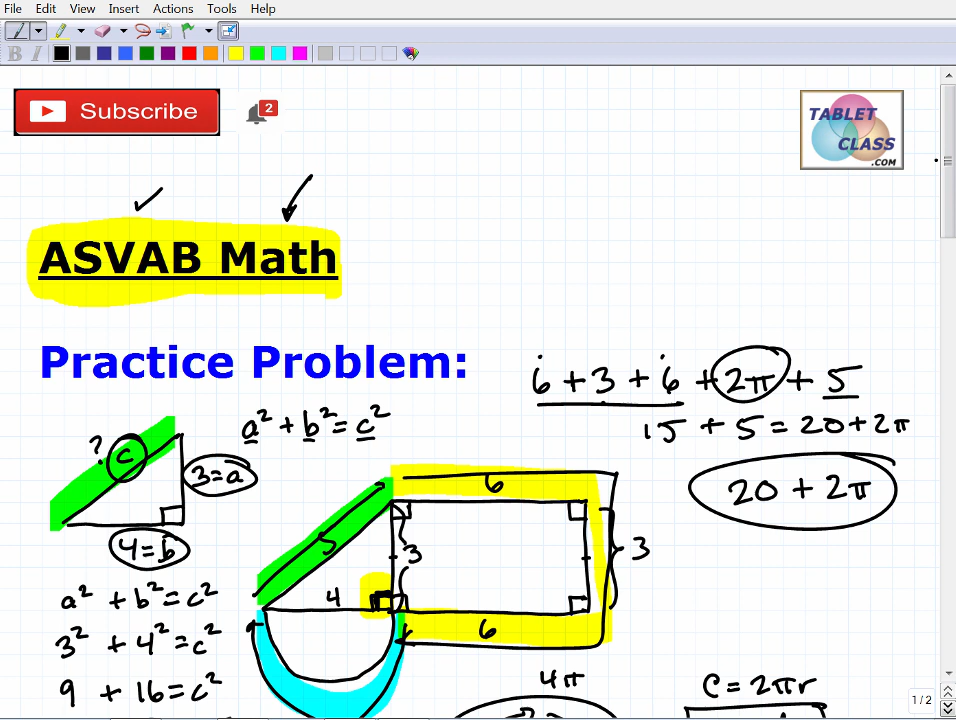 File Edit View Insert Actions Tools Help
B I
Subscribe
2
TABLET
CLASS
.COM
ASVAB Math
Practice Problem:
6 + 3 + 6 + 2π + 5
15 + 5 = 20 + 2π
20 + 2π
a² + b² = c²
? c
3 = a
4 = b
6
5
3
3
4
6
a² + b² = c²
3² + 4² = c²
9 + 16 = c²
4π
C = 2πr
1 / 2